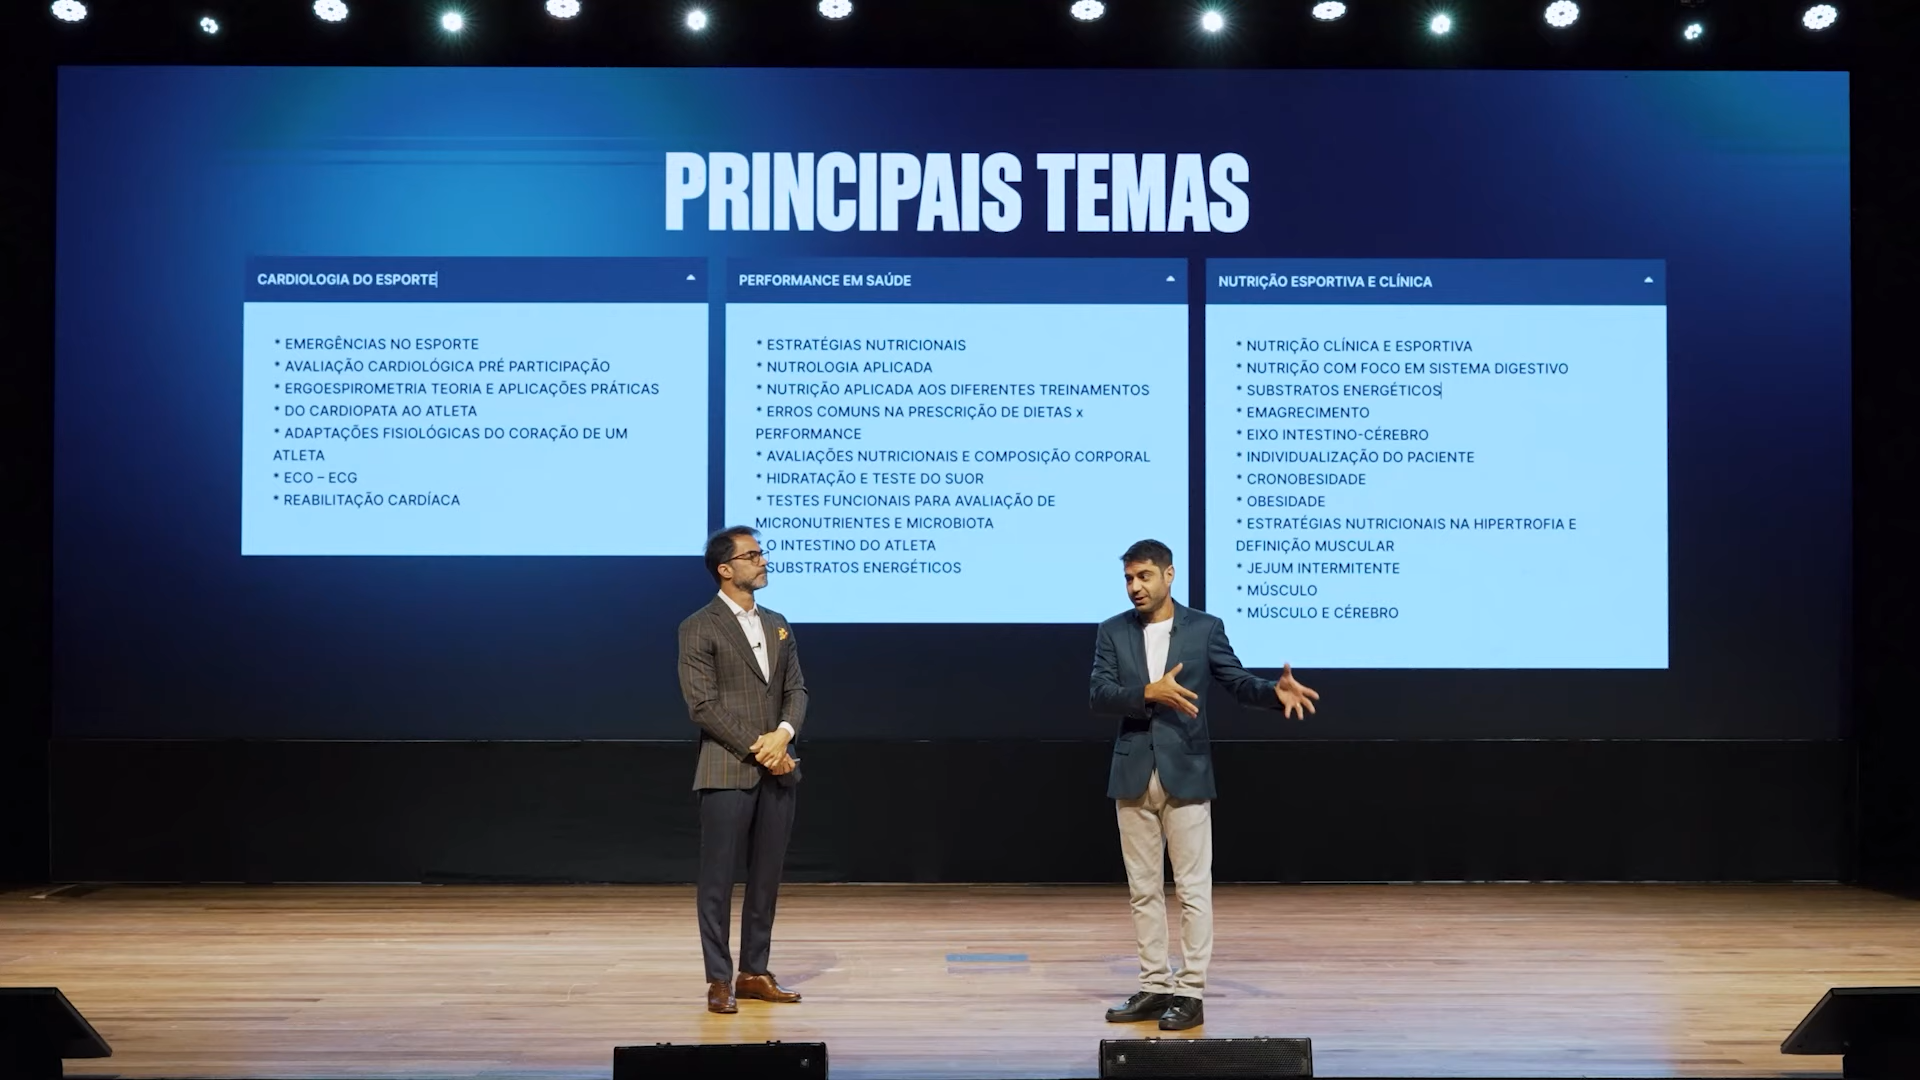 PRINCIPAIS TEMAS
CARDIOLOGIA DO ESPORTE
* EMERGÊNCIAS NO ESPORTE
* AVALIAÇÃO CARDIOLÓGICA PRÉ PARTICIPAÇÃO
* ERGOESPIROMETRIA TEORIA E APLICAÇÕES PRÁTICAS
* DO CARDIOPATA AO ATLETA
* ADAPTAÇÕES FISIOLÓGICAS DO CORAÇÃO DE UM
ATLETA
* ECO – ECG
* REABILITAÇÃO CARDÍACA
PERFORMANCE EM SAÚDE
* ESTRATÉGIAS NUTRICIONAIS
* NUTROLOGIA APLICADA
* NUTRIÇÃO APLICADA AOS DIFERENTES TREINAMENTOS
* ERROS COMUNS NA PRESCRIÇÃO DE DIETAS x
PERFORMANCE
* AVALIAÇÕES NUTRICIONAIS E COMPOSIÇÃO CORPORAL
* HIDRATAÇÃO E TESTE DO SUOR
* TESTES FUNCIONAIS PARA AVALIAÇÃO DE
MICRONUTRIENTES E MICROBIOTA
* O INTESTINO DO ATLETA
SUBSTRATOS ENERGÉTICOS
NUTRIÇÃO ESPORTIVA E CLÍNICA
* NUTRIÇÃO CLÍNICA E ESPORTIVA
* NUTRIÇÃO COM FOCO EM SISTEMA DIGESTIVO
* SUBSTRATOS ENERGÉTICOS
* EMAGRECIMENTO
* EIXO INTESTINO-CÉREBRO
* INDIVIDUALIZAÇÃO DO PACIENTE
* CRONOBESIDADE
* OBESIDADE
* ESTRATÉGIAS NUTRICIONAIS NA HIPERTROFIA E
DEFINIÇÃO MUSCULAR
* JEJUM INTERMITENTE
* MÚSCULO
* MÚSCULO E CÉREBRO